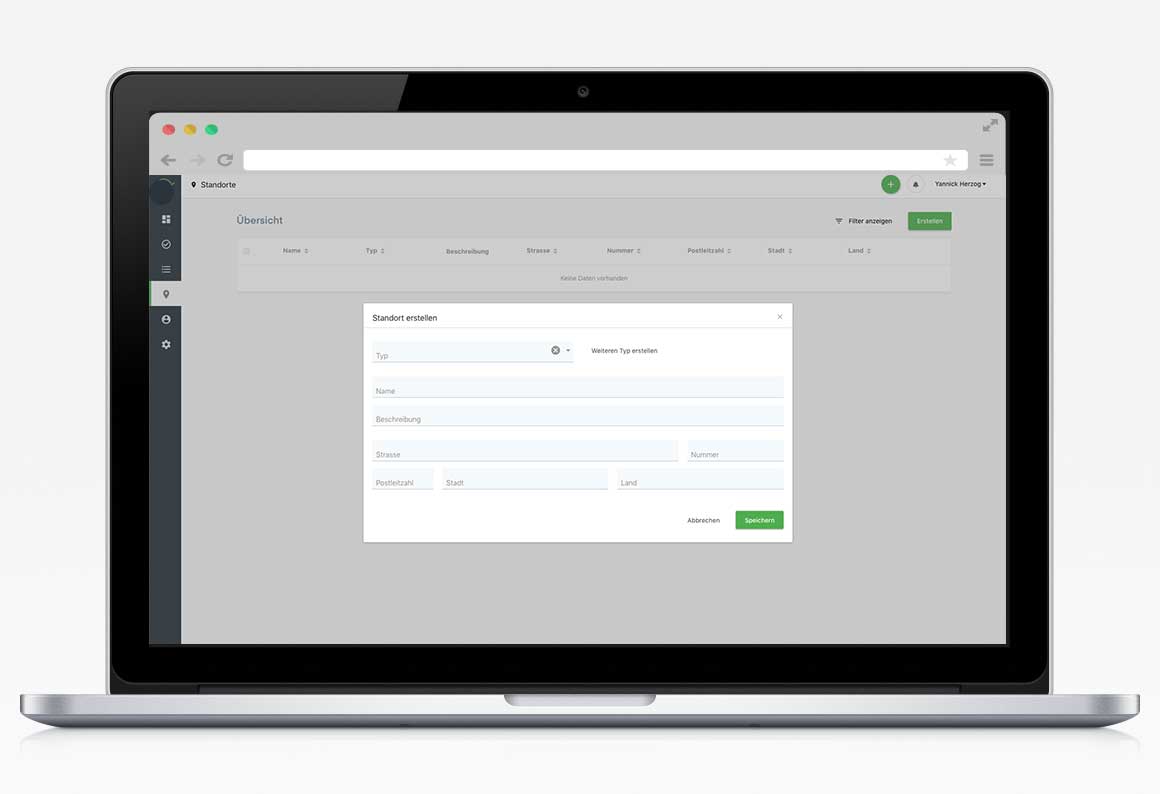 Standorte
Yannick Herzog
Übersicht
Filter anzeigen
Erstellen
Name Typ Beschreibung Strasse Nummer Postleitzahl Stadt Land
Keine Daten vorhanden
Standort erstellen
Typ
Weiteren Typ erstellen
Name
Beschreibung
Strasse
Nummer
Postleitzahl
Stadt
Land
Abbrechen
Speichern